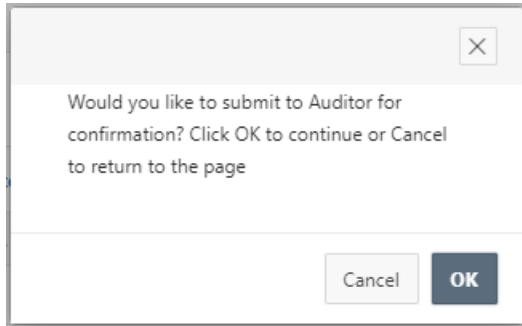 Would you like to submit to Auditor for
confirmation? Click OK to continue or Cancel
to return to the page
Cancel
OK